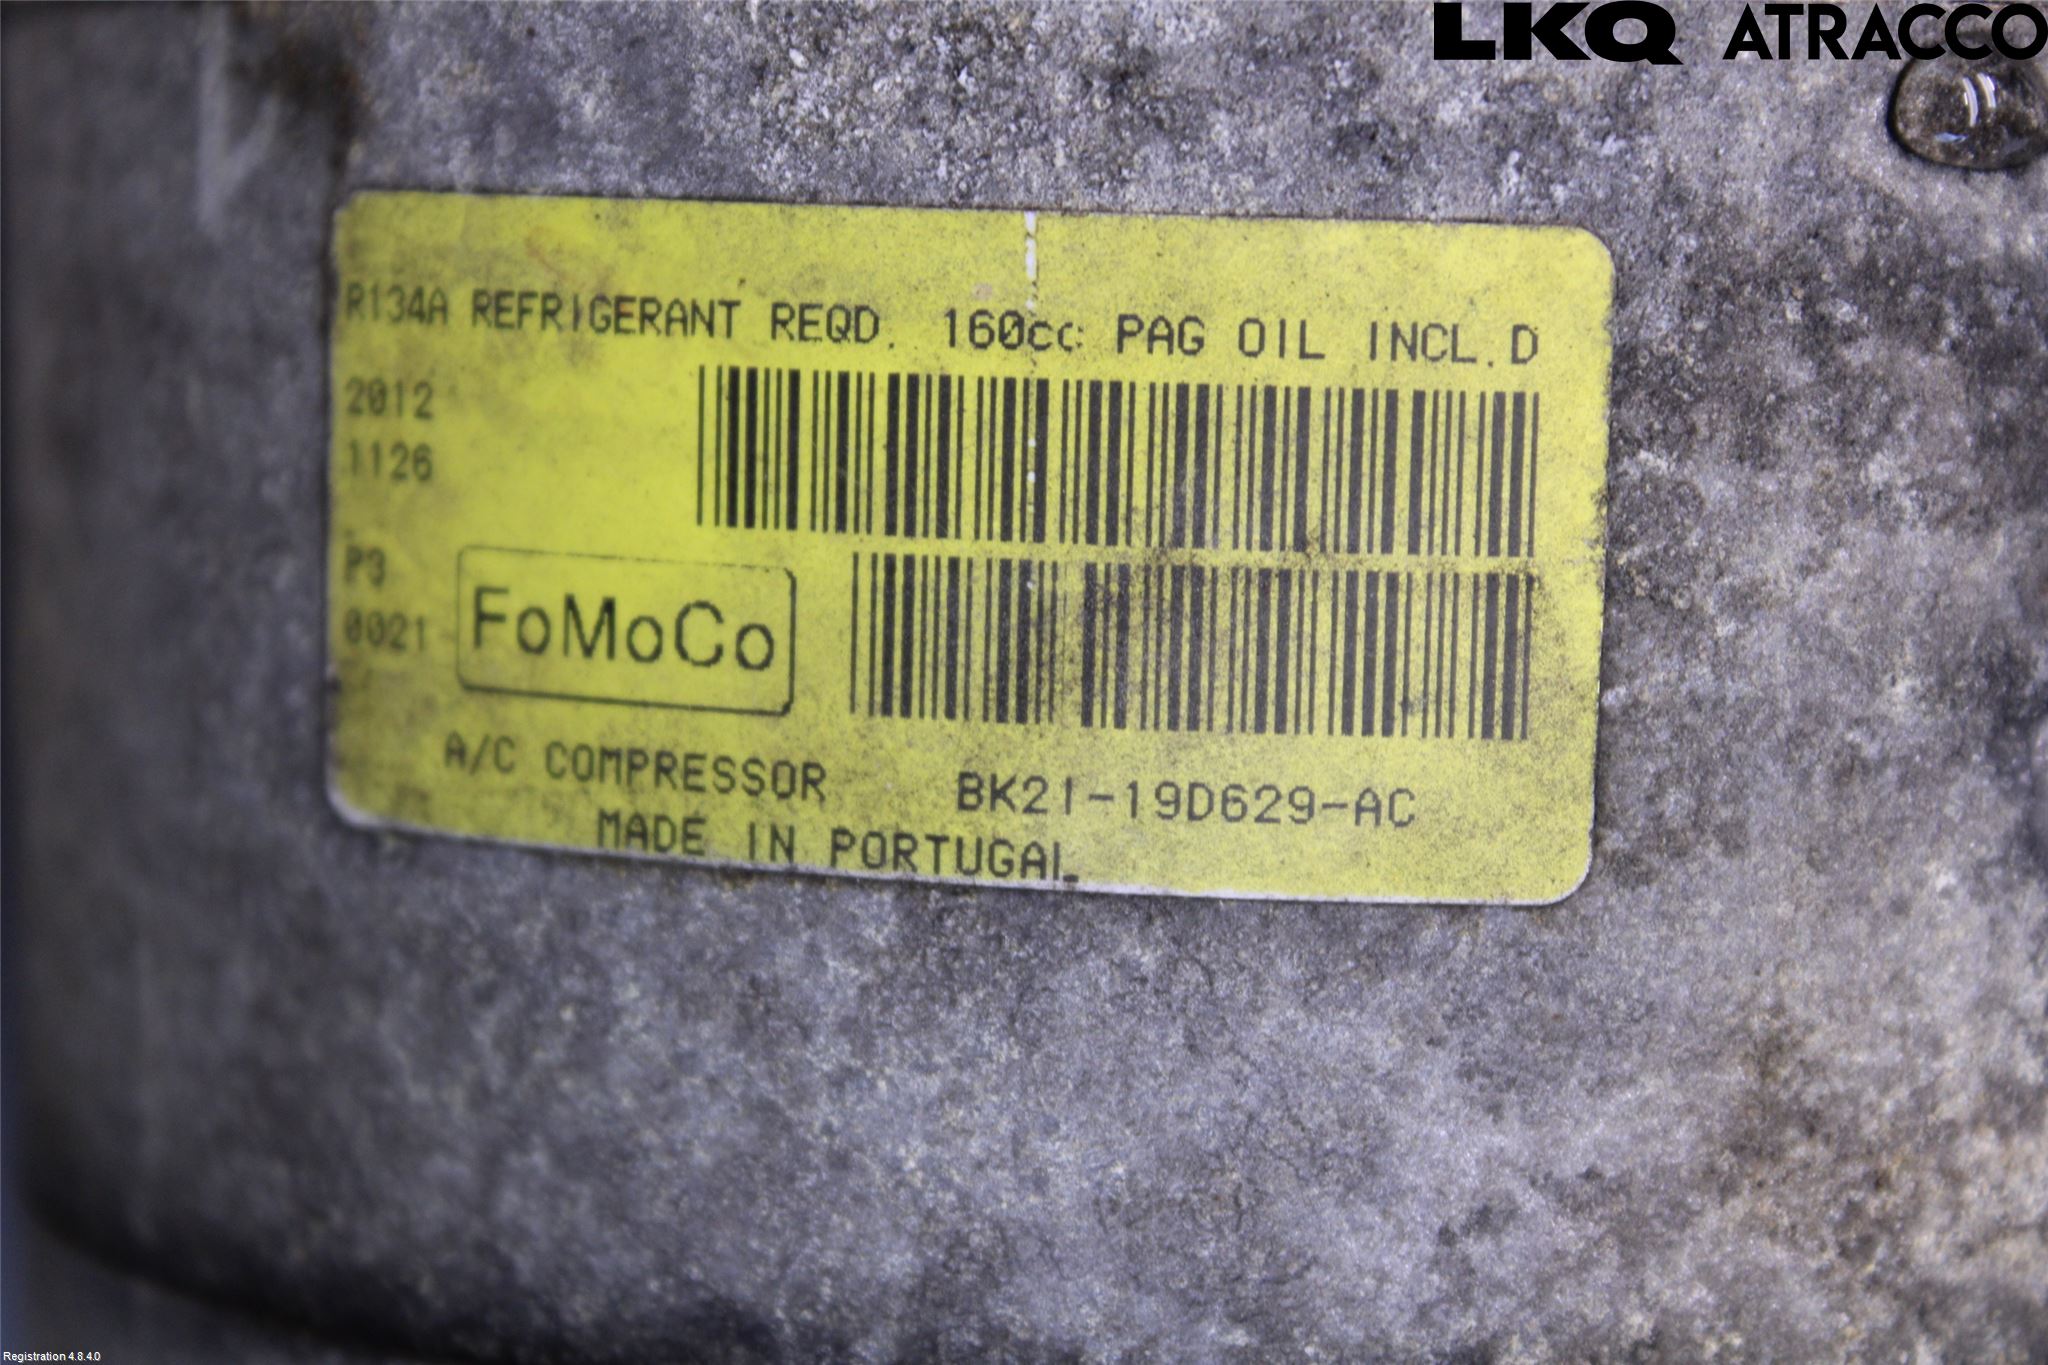 LKQ ATRACCO
R134A REFRIGERANT REQD. 160cc PAG OIL INCL.D
2012
1126
P3
0021
FoMoCo
A/C COMPRESSOR BK21-19D629-AC
MADE IN PORTUGAL
Registration 4.8.4.0